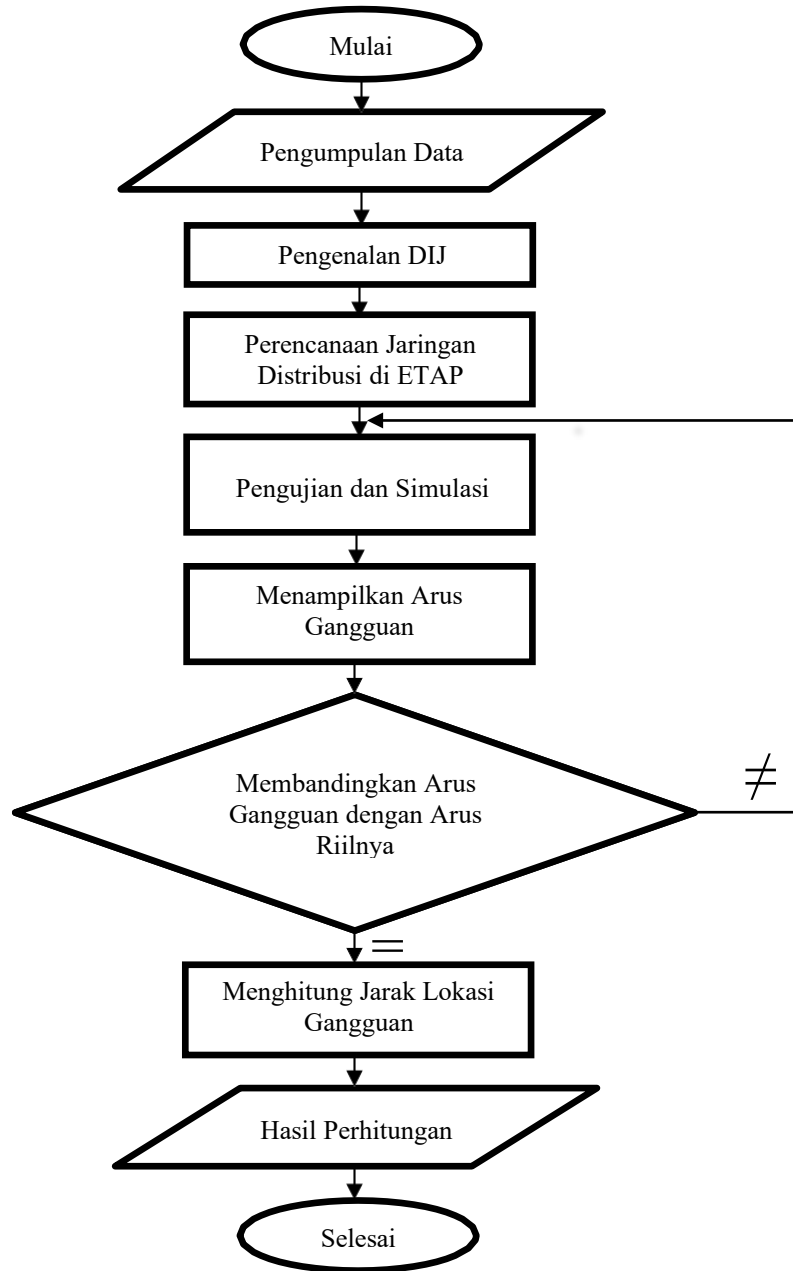 Mulai
Pengumpulan Data
Pengenalan DIJ
Perencanaan Jaringan
Distribusi di ETAP
Pengujian dan Simulasi
Menampilkan Arus
Gangguan
Membandingkan Arus
Gangguan dengan Arus
Riilnya
≠
=
Menghitung Jarak Lokasi
Gangguan
Hasil Perhitungan
Selesai